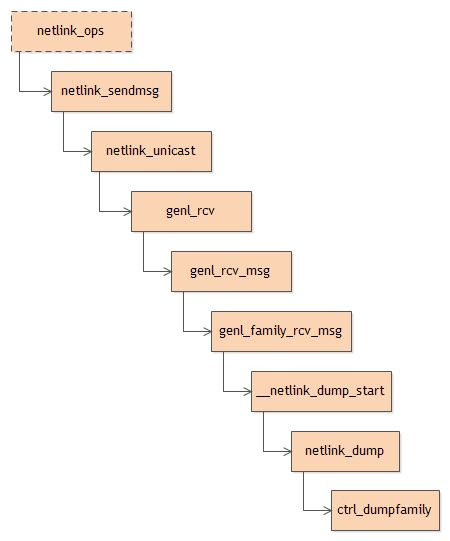 netlink_ops
netlink_sendmsg
netlink_unicast
genl_rcv
genl_rcv_msg
genl_family_rcv_msg
__netlink_dump_start
netlink_dump
ctrl_dumpfamily